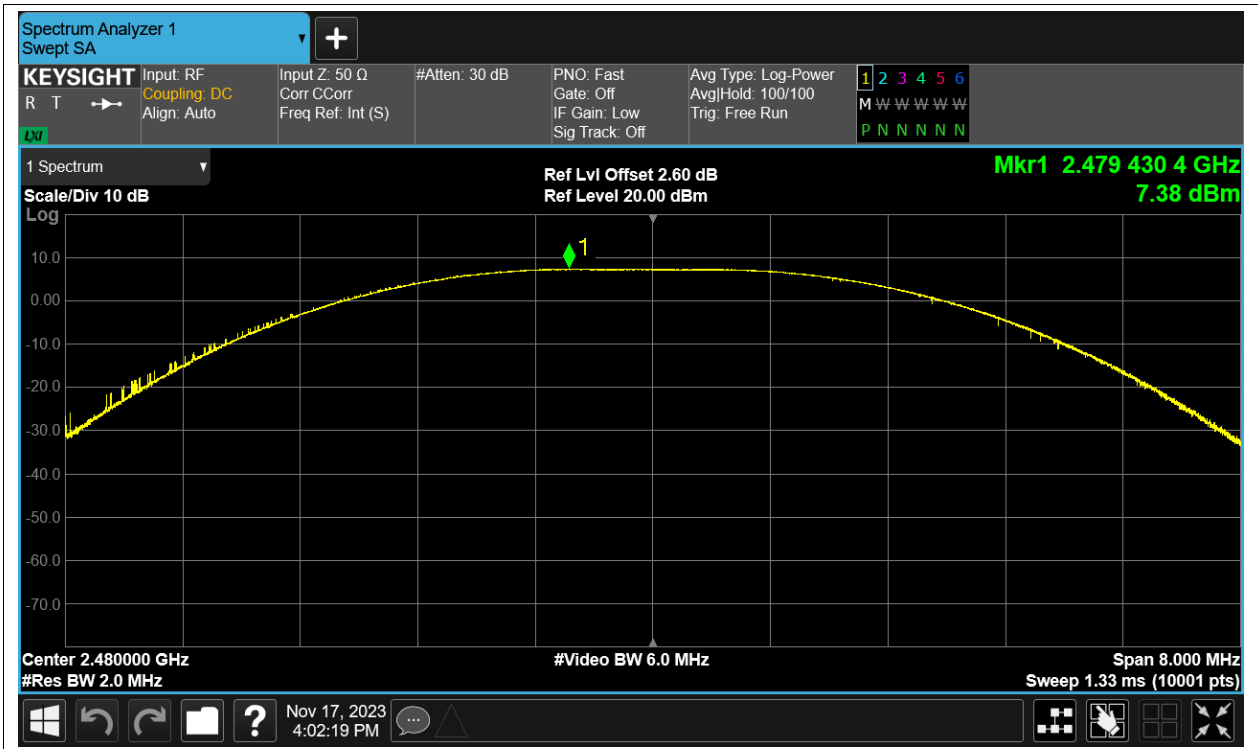 Spectrum Analyzer 1
Swept SA
KEYSIGHT
R T
LXI
Input: RF
Coupling: DC
Align: Auto
Input Z: 50 Ω
Corr CCorr
Freq Ref: Int (S)
#Atten: 30 dB
PNO: Fast
Gate: Off
IF Gain: Low
Sig Track: Off
Avg Type: Log-Power
Avg|Hold: 100/100
Trig: Free Run
1 2 3 4 5 6
M W W W W W
P N N N N N
1 Spectrum
Scale/Div 10 dB
Ref Lvl Offset 2.60 dB
Ref Level 20.00 dBm
Mkr1 2.479 430 4 GHz
7.38 dBm
Log
1
10.0
0.00
-10.0
-20.0
-30.0
-40.0
-50.0
-60.0
-70.0
Center 2.480000 GHz
#Video BW 6.0 MHz
Span 8.000 MHz
#Res BW 2.0 MHz
Sweep 1.33 ms (10001 pts)
?
Nov 17, 2023
4:02:19 PM